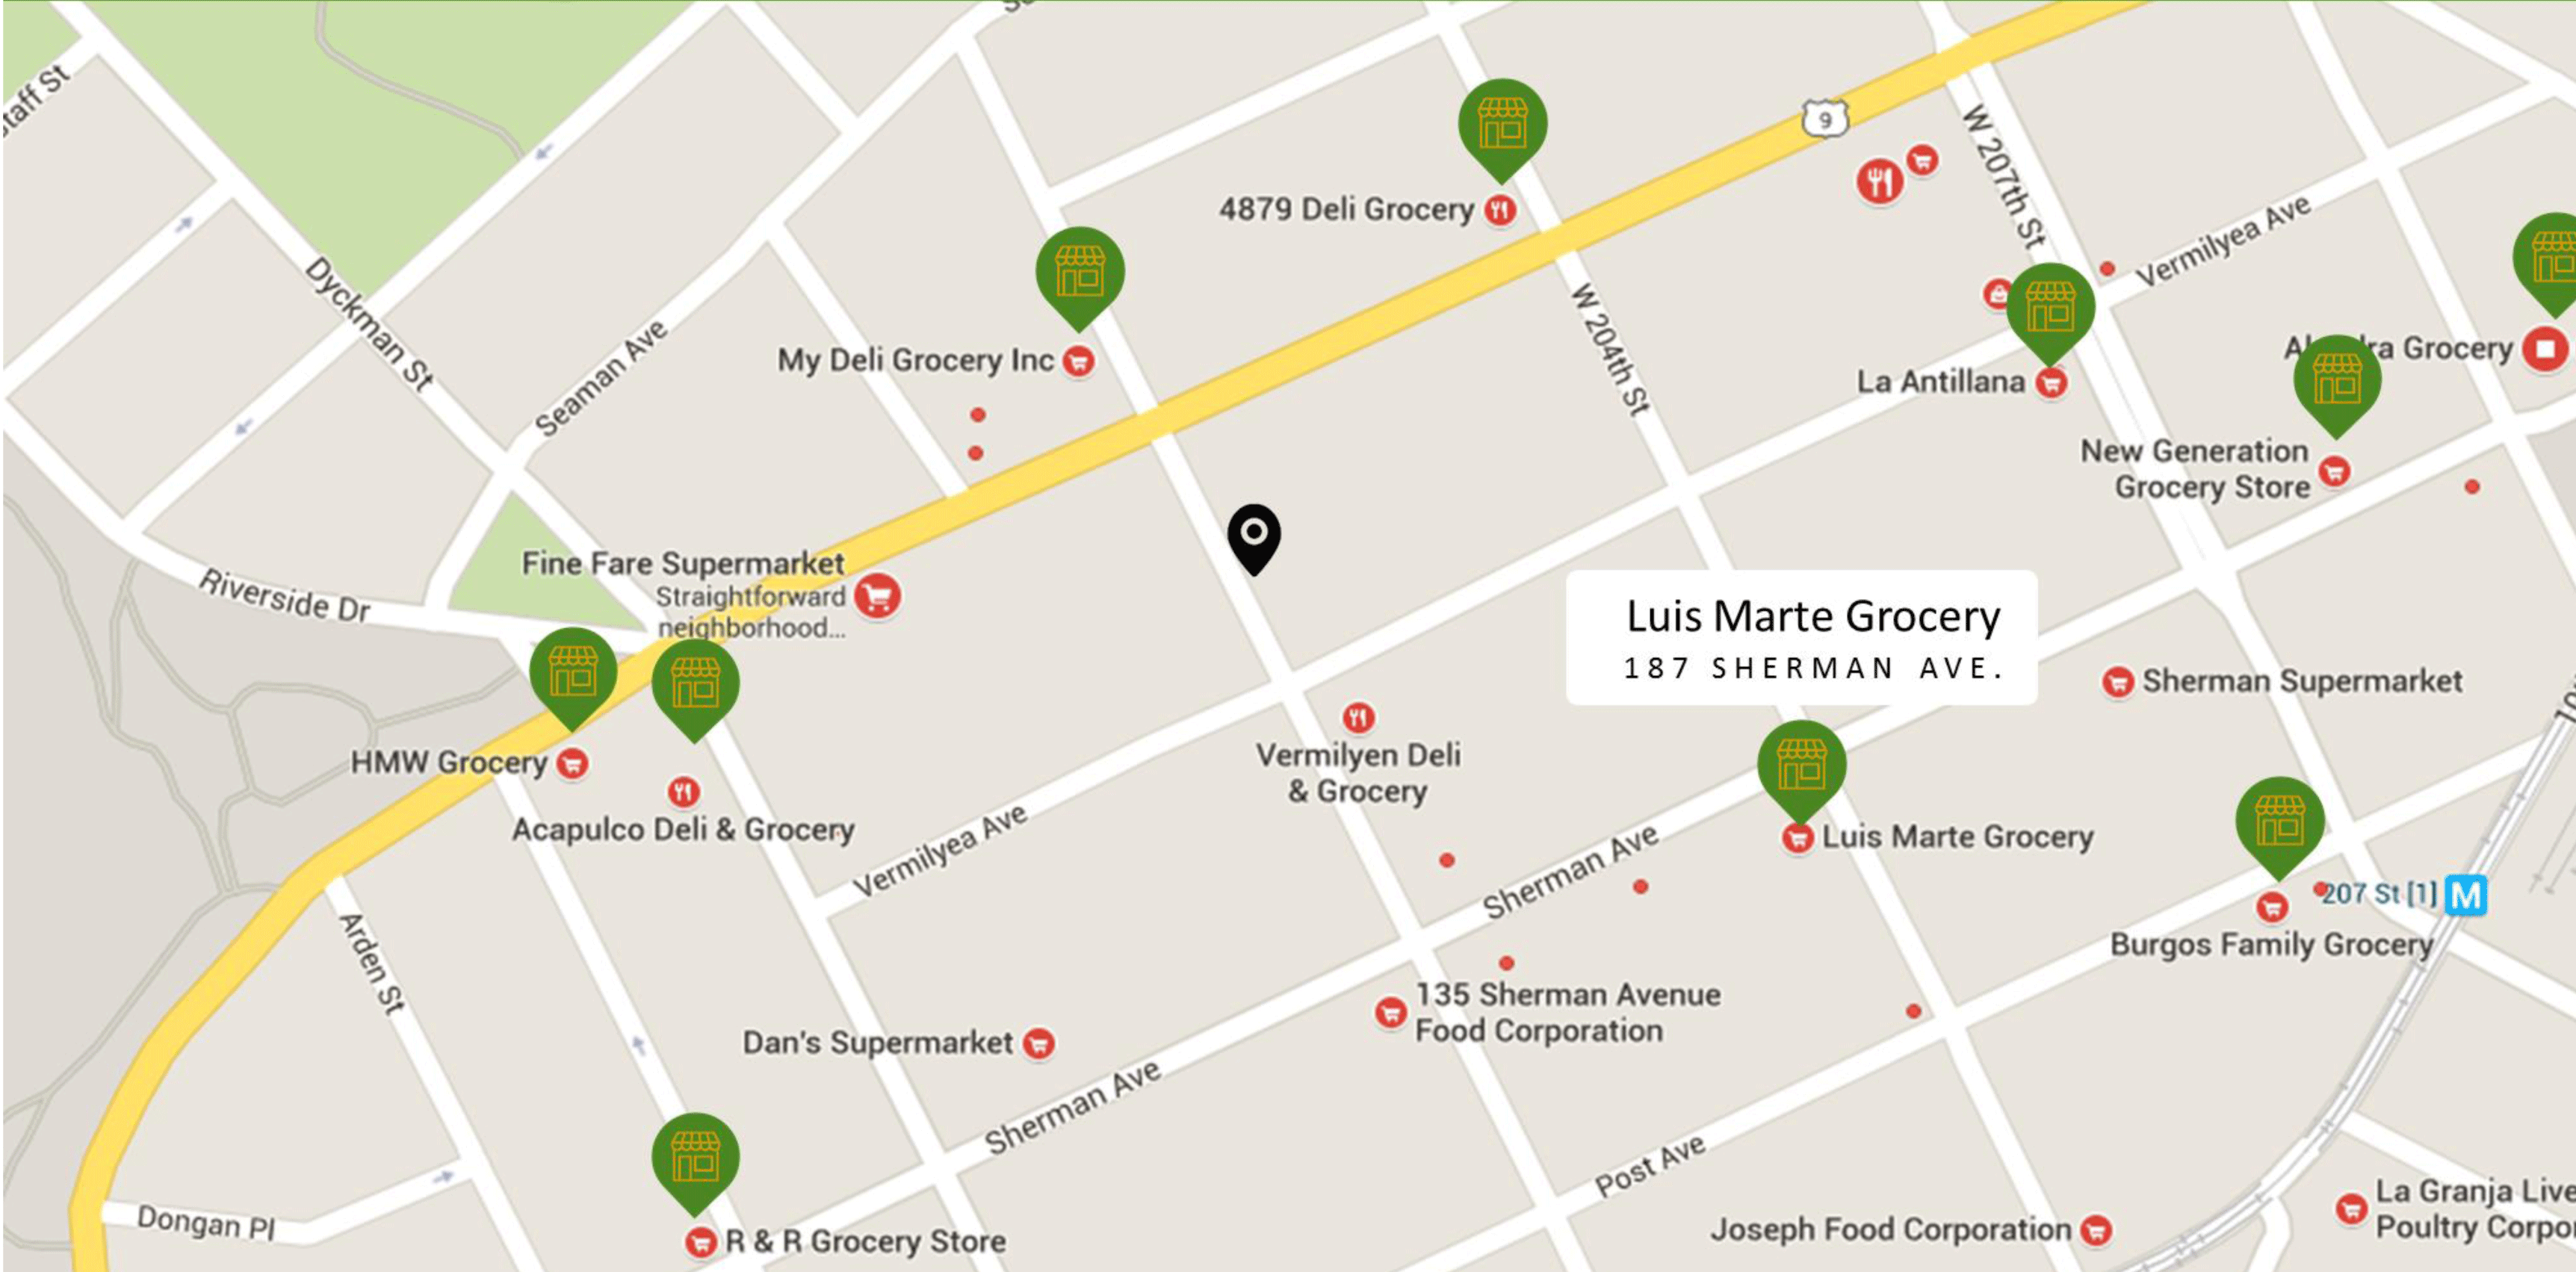 Staff St
9
W 207th St
4879 Deli Grocery
Vermilyea Ave
Dyckman St
W 204th St
Seaman Ave
My Deli Grocery Inc
Grocery
La Antillana
New Generation
Grocery Store
Fine Fare Supermarket
Straightforward
neighborhood...
Riverside Dr
Luis Marte Grocery
187 SHERMAN AVE.
Sherman Supermarket
HMW Grocery
Vermilyen Deli
& Grocery
Acapulco Deli & Grocery
Vermilyea Ave
Sherman Ave
Luis Marte Grocery
207 St [1] M
Burgos Family Grocery
Arden St
135 Sherman Avenue
Food Corporation
Dan's Supermarket
Sherman Ave
Post Ave
Dongan Pl
R & R Grocery Store
Joseph Food Corporation
La Granja Live
Poultry Corpo